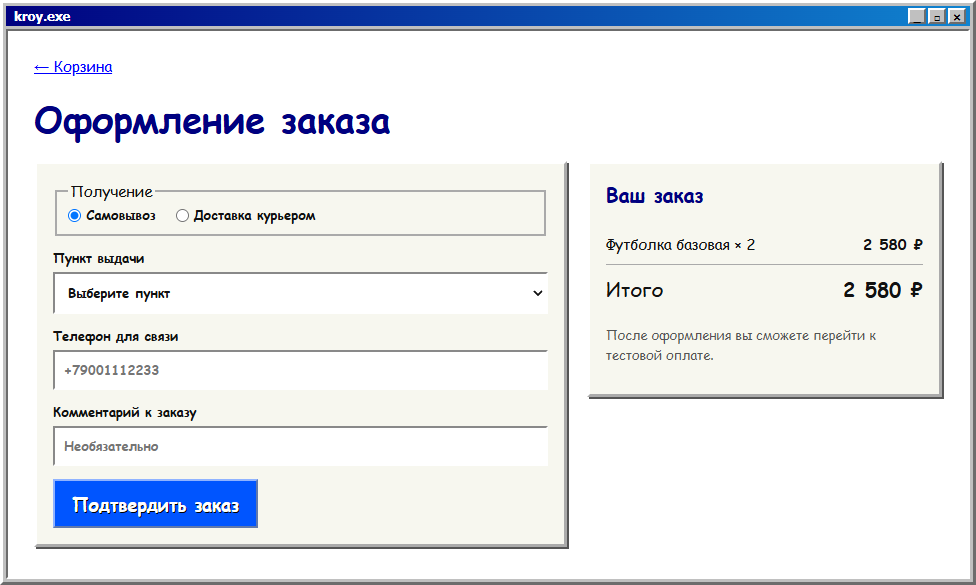 kroy.exe
← Корзина
Оформление заказа
Получение
Самовывоз Доставка курьером
Пункт выдачи
Выберите пункт
Телефон для связи
+79001112233
Комментарий к заказу
Необязательно
Подтвердить заказ
Ваш заказ
Футболка базовая × 2 2 580 ₽
Итого 2 580 ₽
После оформления вы сможете перейти к
тестовой оплате.